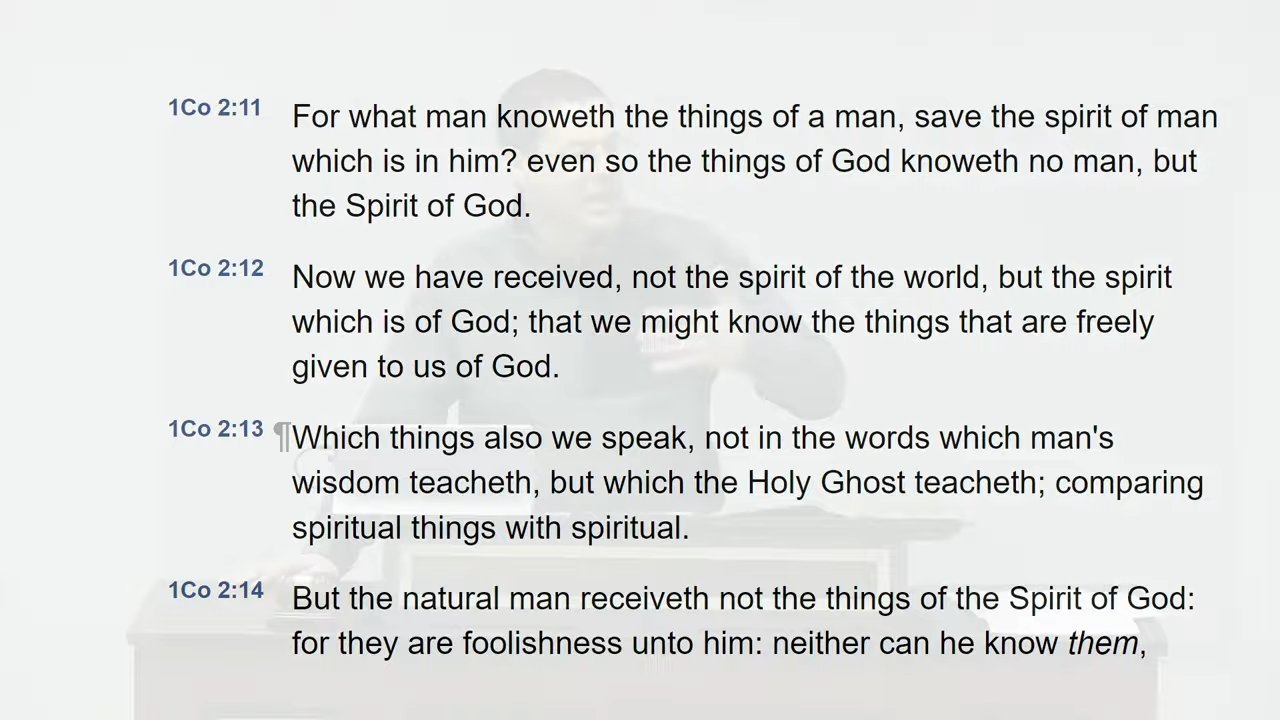 1Co 2:11 For what man knoweth the things of a man, save the spirit of man
which is in him? even so the things of God knoweth no man, but
the Spirit of God.
1Co 2:12 Now we have received, not the spirit of the world, but the spirit
which is of God; that we might know the things that are freely
given to us of God.
1Co 2:13 ¶Which things also we speak, not in the words which man's
wisdom teacheth, but which the Holy Ghost teacheth; comparing
spiritual things with spiritual.
1Co 2:14 But the natural man receiveth not the things of the Spirit of God:
for they are foolishness unto him: neither can he know them,